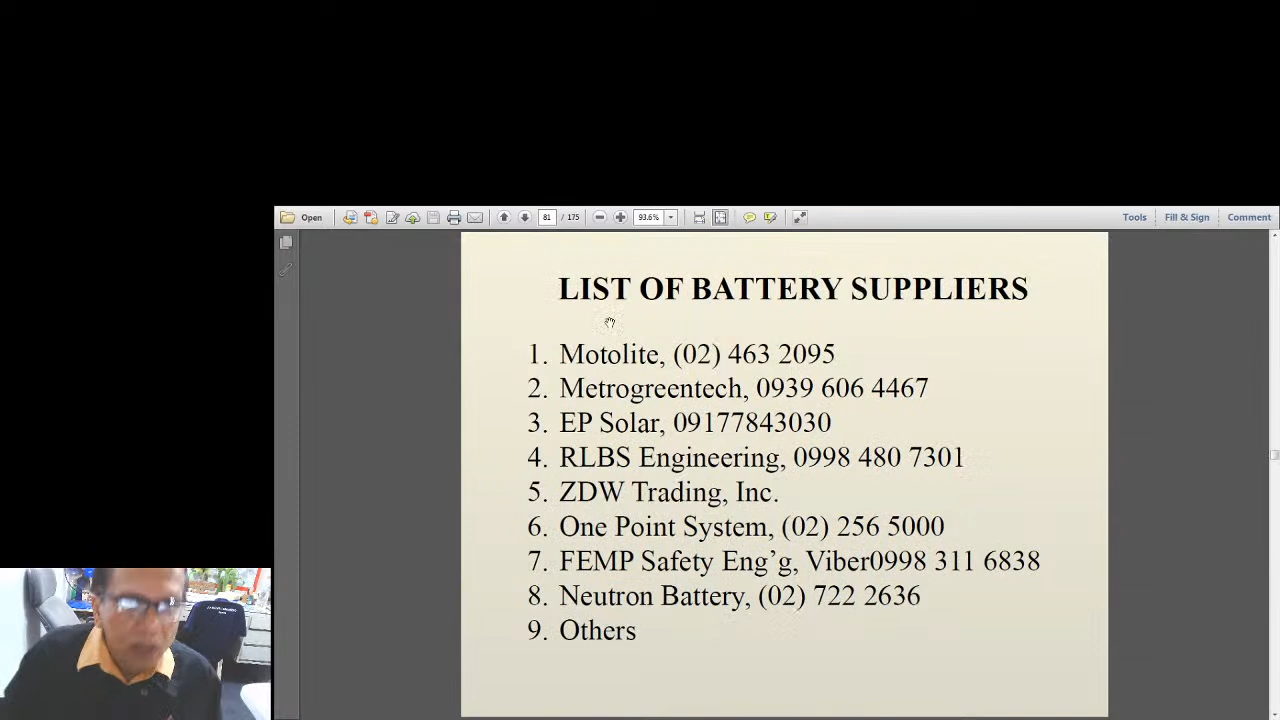 Open
81 / 175
93.6%
Tools
Fill & Sign
Comment
LIST OF BATTERY SUPPLIERS
1. Motolite, (02) 463 2095
2. Metrogreentech, 0939 606 4467
3. EP Solar, 09177843030
4. RLBS Engineering, 0998 480 7301
5. ZDW Trading, Inc.
6. One Point System, (02) 256 5000
7. FEMP Safety Eng’g, Viber0998 311 6838
8. Neutron Battery, (02) 722 2636
9. Others